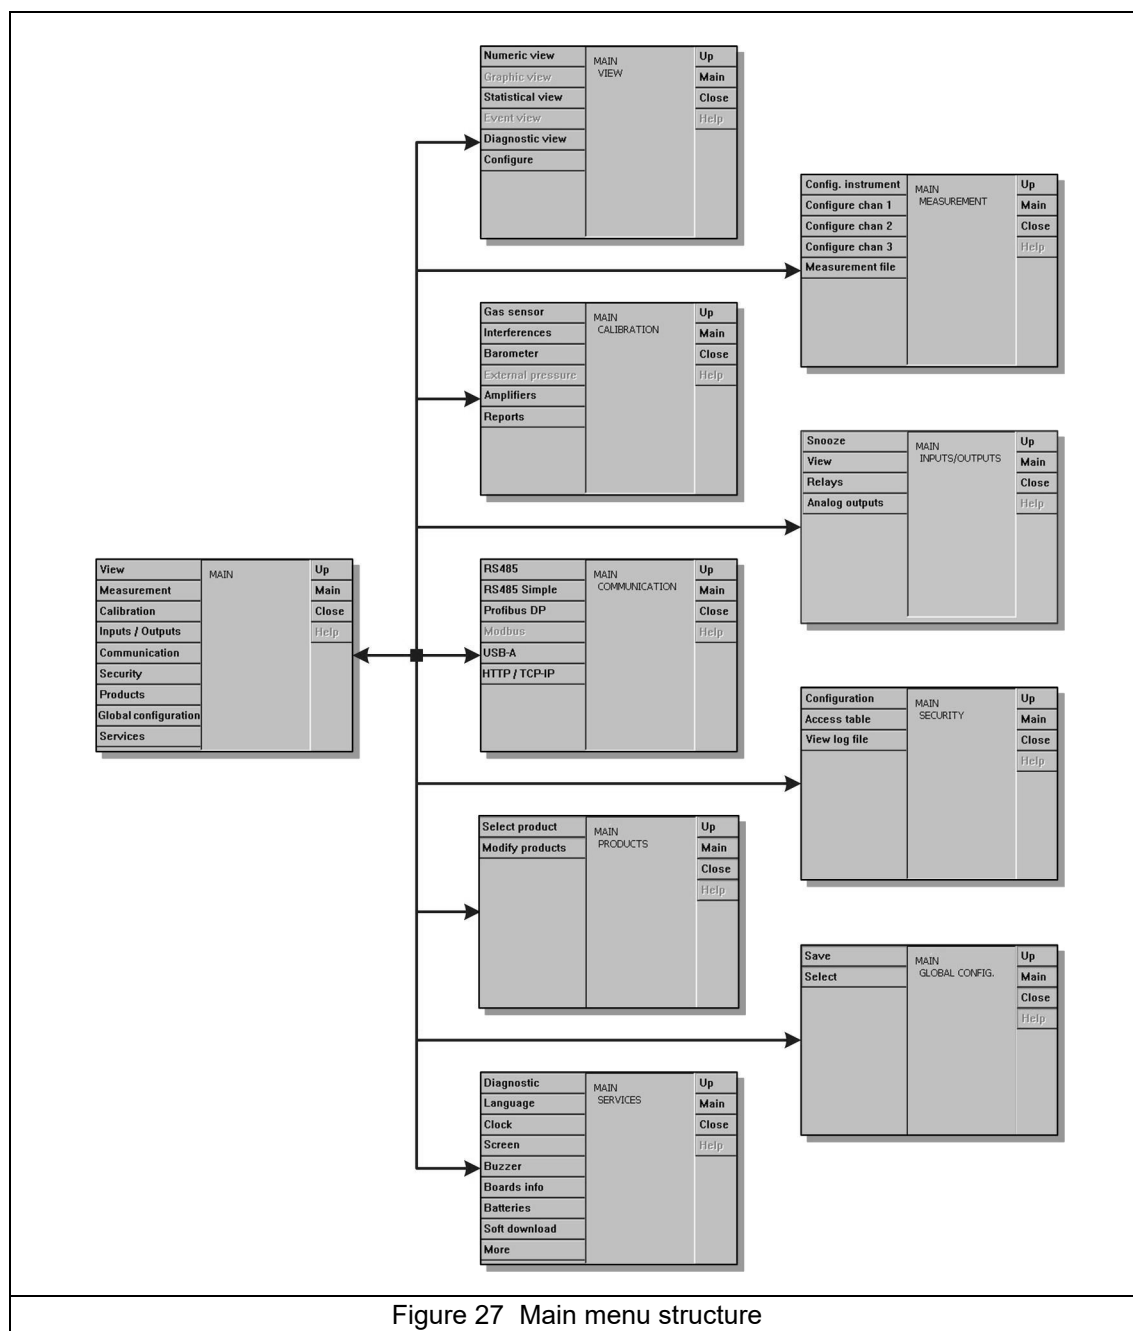 Numeric view
Graphic view
Statistical view
Event view
Diagnostic view
Configure
MAIN
VIEW
Up
Main
Close
Help
Config. instrument
Configure chan 1
Configure chan 2
Configure chan 3
Measurement file
MAIN
MEASUREMENT
Up
Main
Close
Help
Gas sensor
Interferences
Barometer
External pressure
Amplifiers
Reports
MAIN
CALIBRATION
Up
Main
Close
Help
Snooze
View
Relays
Analog outputs
MAIN
INPUTS/OUTPUTS
Up
Main
Close
Help
View
Measurement
Calibration
Inputs / Outputs
Communication
Security
Products
Global configuration
Services
MAIN
Up
Main
Close
Help
RS485
RS485 Simple
Profibus DP
Modbus
USB-A
HTTP / TCP-IP
MAIN
COMMUNICATION
Up
Main
Close
Help
Configuration
Access table
View log file
MAIN
SECURITY
Up
Main
Close
Help
Select product
Modify products
MAIN
PRODUCTS
Up
Main
Close
Help
Save
Select
MAIN
GLOBAL CONFIG.
Up
Main
Close
Help
Diagnostic
Language
Clock
Screen
Buzzer
Boards info
Batteries
Soft download
More
MAIN
SERVICES
Up
Main
Close
Help
Figure 27 Main menu structure